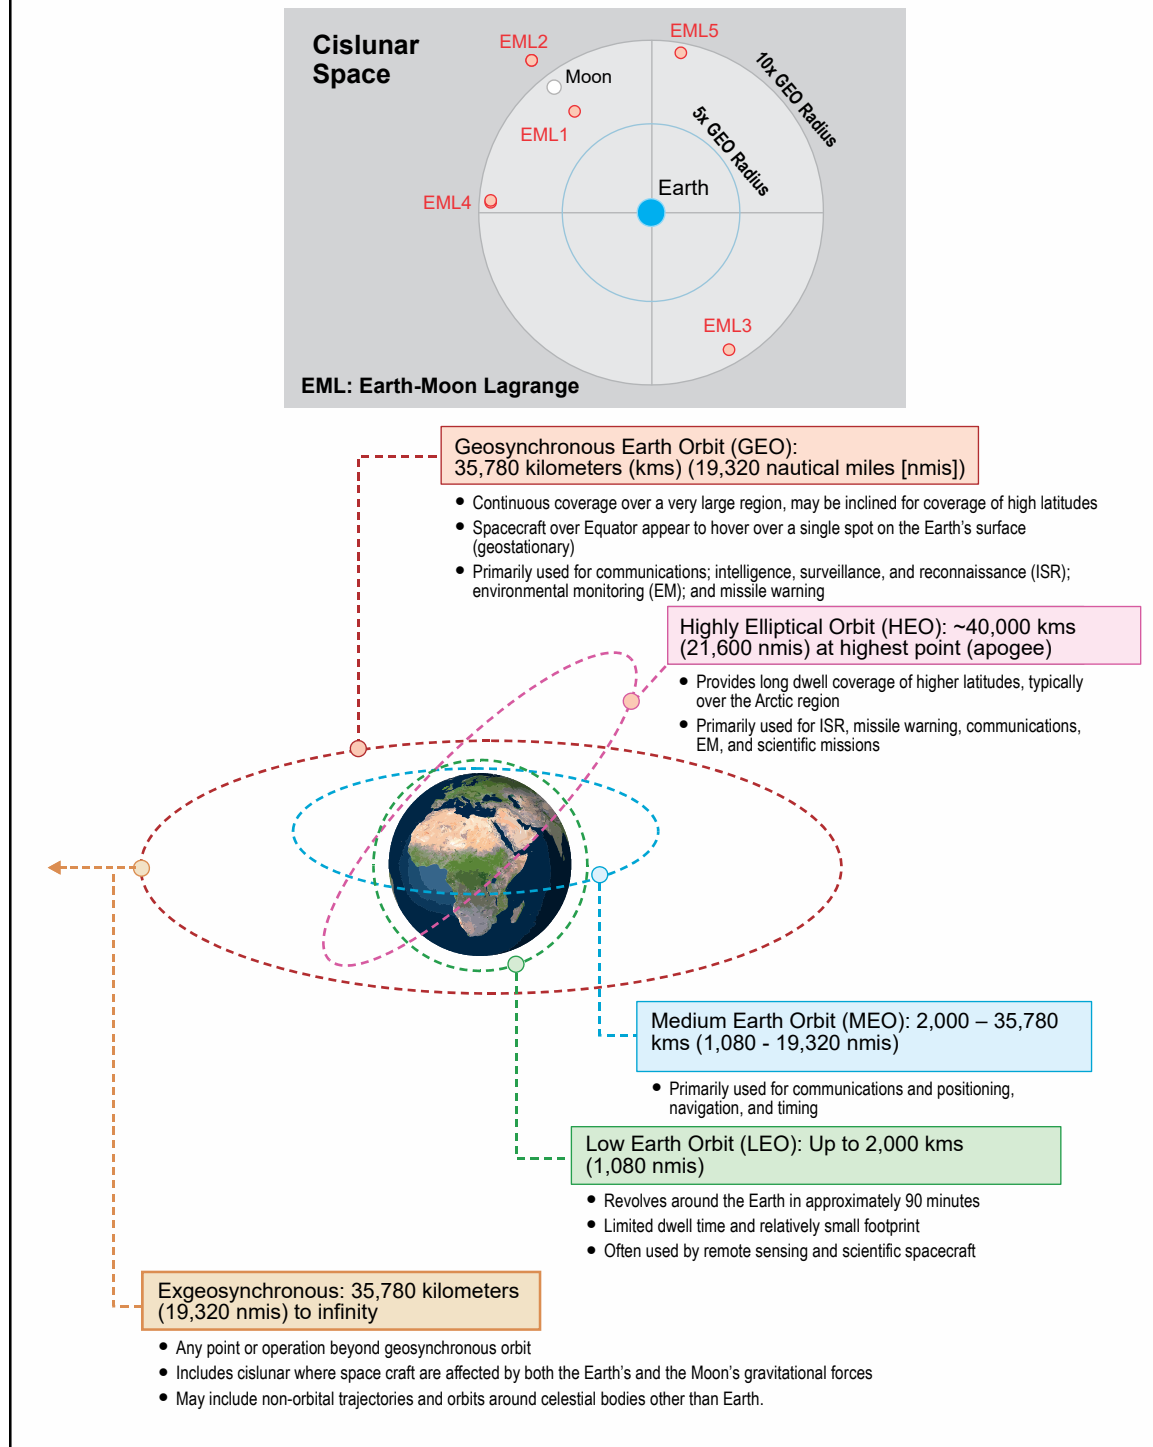 Cislunar
Space
EML2
Moon
EML5
10x GEO Radius
5x GEO Radius
EML1
Earth
EML4
EML3
EML: Earth-Moon Lagrange
Geosynchronous Earth Orbit (GEO):
35,780 kilometers (kms) (19,320 nautical miles [nmis])
● Continuous coverage over a very large region, may be inclined for coverage of high latitudes
● Spacecraft over Equator appear to hover over a single spot on the Earth’s surface
(geostationary)
● Primarily used for communications; intelligence, surveillance, and reconnaissance (ISR);
environmental monitoring (EM); and missile warning
Highly Elliptical Orbit (HEO): ~40,000 kms
(21,600 nmis) at highest point (apogee)
● Provides long dwell coverage of higher latitudes, typically
over the Arctic region
● Primarily used for ISR, missile warning, communications,
EM, and scientific missions
Medium Earth Orbit (MEO): 2,000 – 35,780
kms (1,080 - 19,320 nmis)
● Primarily used for communications and positioning,
navigation, and timing
Low Earth Orbit (LEO): Up to 2,000 kms
(1,080 nmis)
● Revolves around the Earth in approximately 90 minutes
● Limited dwell time and relatively small footprint
● Often used by remote sensing and scientific spacecraft
Exgeosynchronous: 35,780 kilometers
(19,320 nmis) to infinity
● Any point or operation beyond geosynchronous orbit
● Includes cislunar where space craft are affected by both the Earth’s and the Moon’s gravitational forces
● May include non-orbital trajectories and orbits around celestial bodies other than Earth.